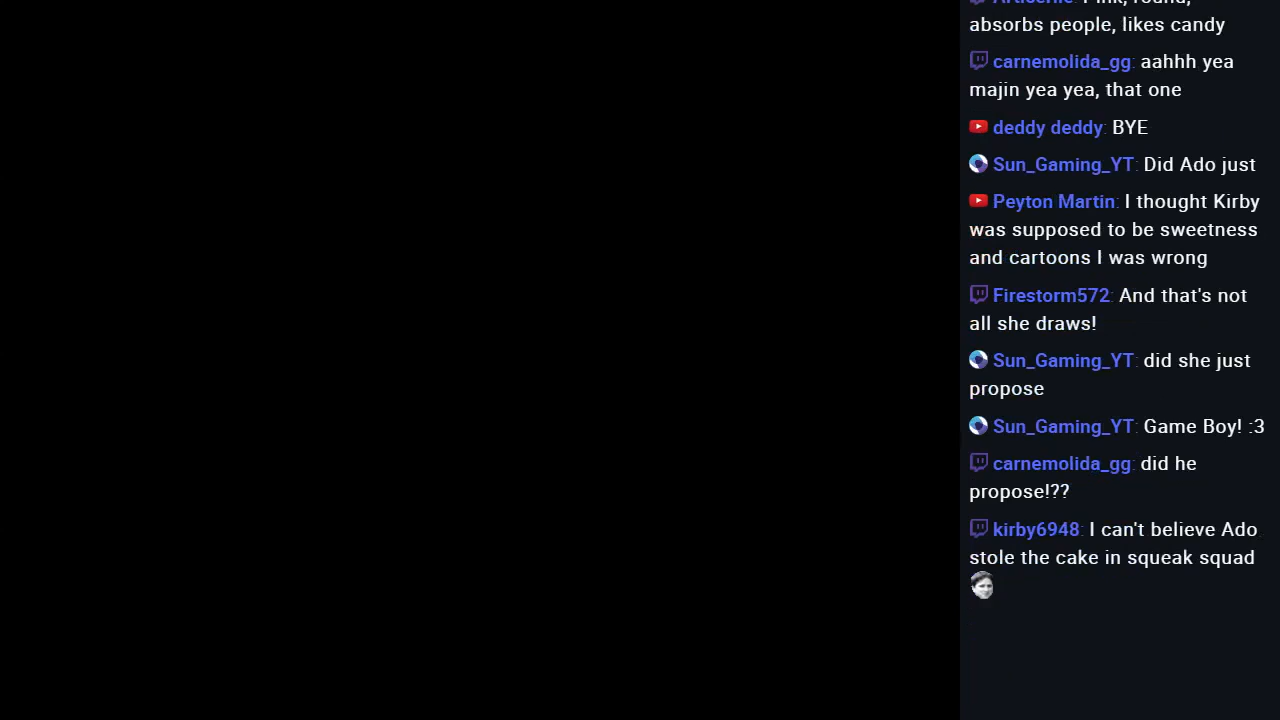 absorbs people, likes candy
carnemolida_gg: aahhh yea
majin yea yea, that one
deddy deddy: BYE
Sun_Gaming_YT: Did Ado just
Peyton Martin: I thought Kirby
was supposed to be sweetness
and cartoons I was wrong
Firestorm572: And that's not
all she draws!
Sun_Gaming_YT: did she just
propose
Sun_Gaming_YT: Game Boy! :3
carnemolida_gg: did he
propose!??
kirby6948: I can't believe Ado
stole the cake in squeak squad